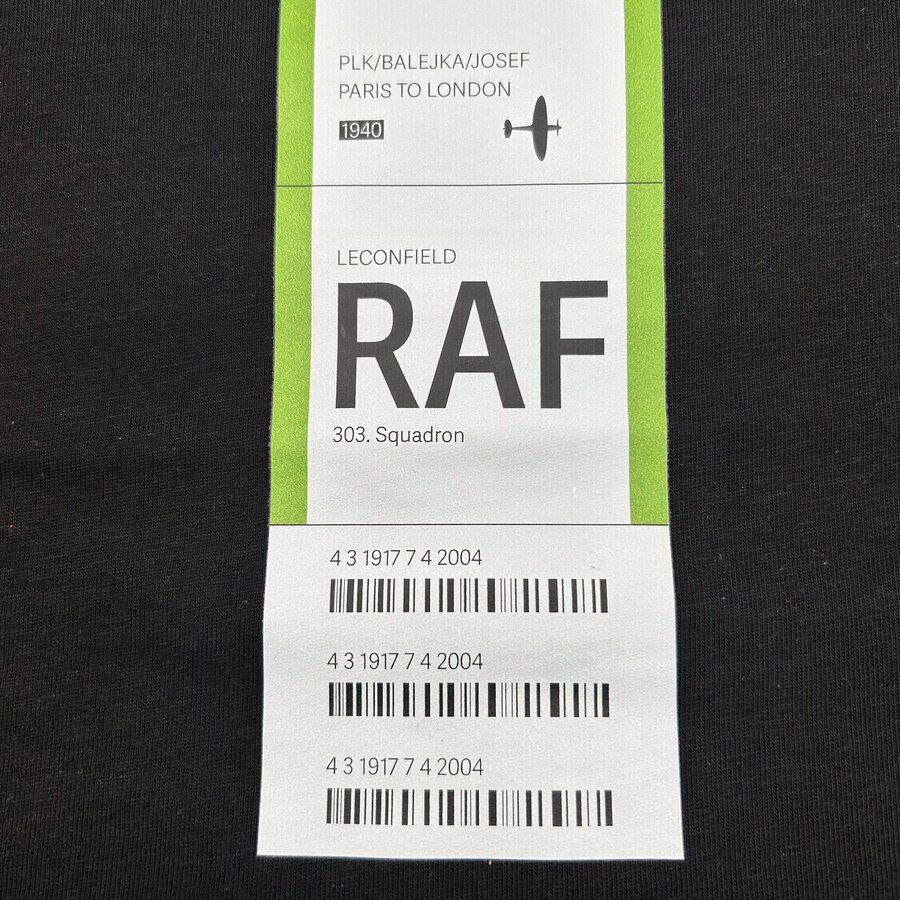 PLK/BALEJKA/JOSEF
PARIS TO LONDON
1940
LECONFIELD
RAF
303. Squadron
4 3 1917 7 4 2004
4 3 1917 7 4 2004
4 3 1917 7 4 2004